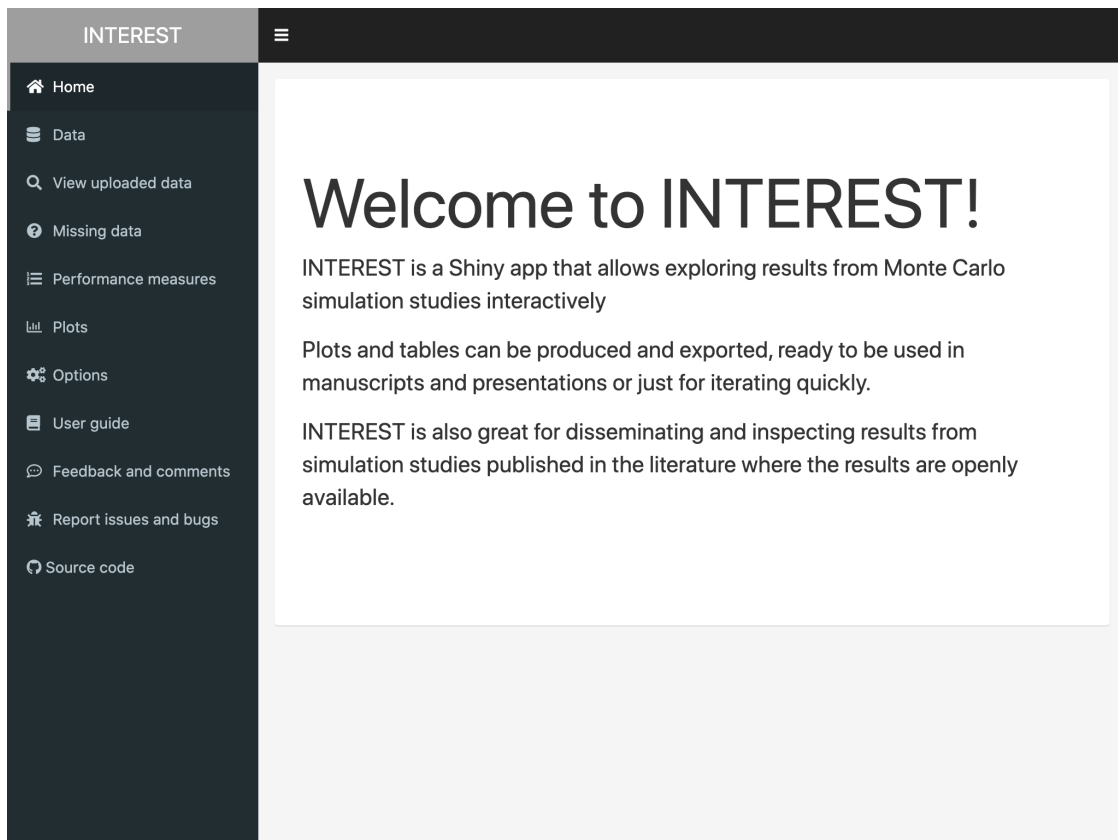 INTEREST
Home
Data
View uploaded data
Missing data
Performance measures
Plots
Options
User guide
Feedback and comments
Report issues and bugs
Source code
Welcome to INTEREST!
INTEREST is a Shiny app that allows exploring results from Monte Carlo
simulation studies interactively
Plots and tables can be produced and exported, ready to be used in
manuscripts and presentations or just for iterating quickly.
INTEREST is also great for disseminating and inspecting results from
simulation studies published in the literature where the results are openly
available.